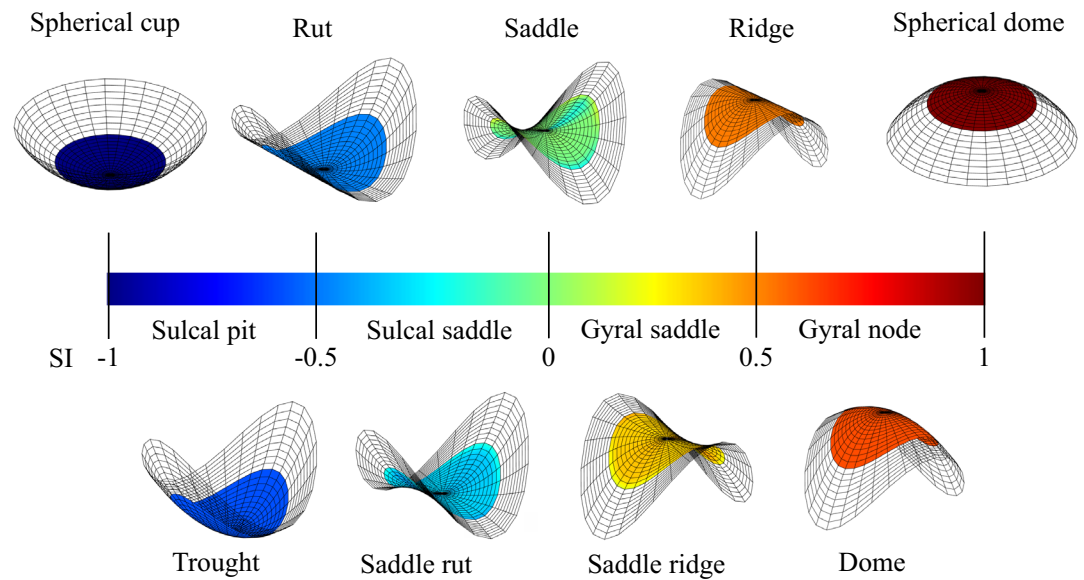 Spherical cup Rut Saddle Ridge Spherical dome
Sulcal pit Sulcal saddle Gyral saddle Gyral node
SI -1 -0.5 0 0.5 1
Trought Saddle rut Saddle ridge Dome